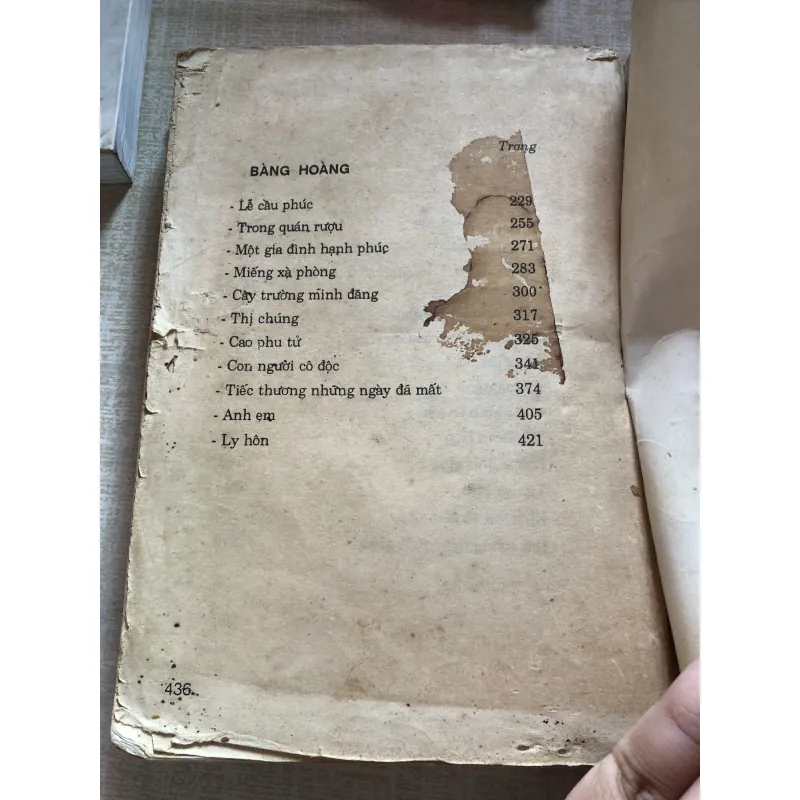 Trang
BÀNG HOÀNG
- Lễ cầu phúc 229
- Trong quán rượu 255
- Một gia đình hạnh phúc 271
- Miếng xà phòng 283
- Cây trường minh đăng 300
- Thị chúng 317
- Cao phu tử 325
- Con người cô độc 341
- Tiếc thương những ngày đã mất 374
- Anh em 405
- Ly hôn 421
436